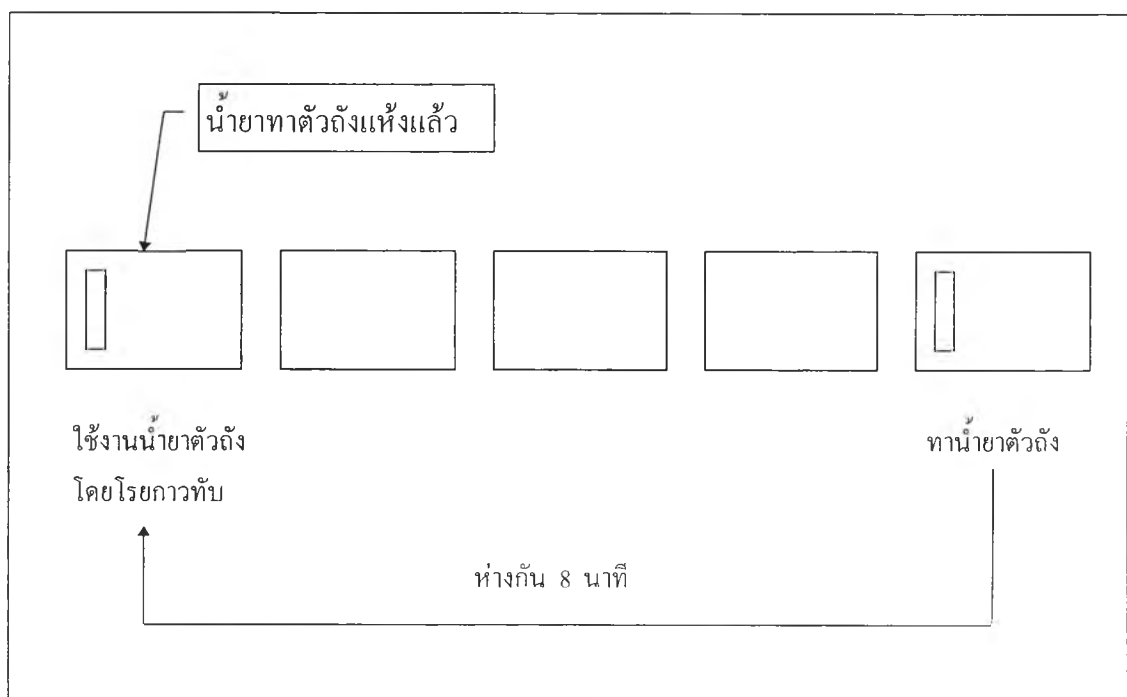 น้ำยาทาตัวถังแห้งแล้ว
ใช้งานน้ำยาตัวถัง
โดยโรยกาวทับ
ทาน้ำยาตัวถัง
ห่างกัน 8 นาที